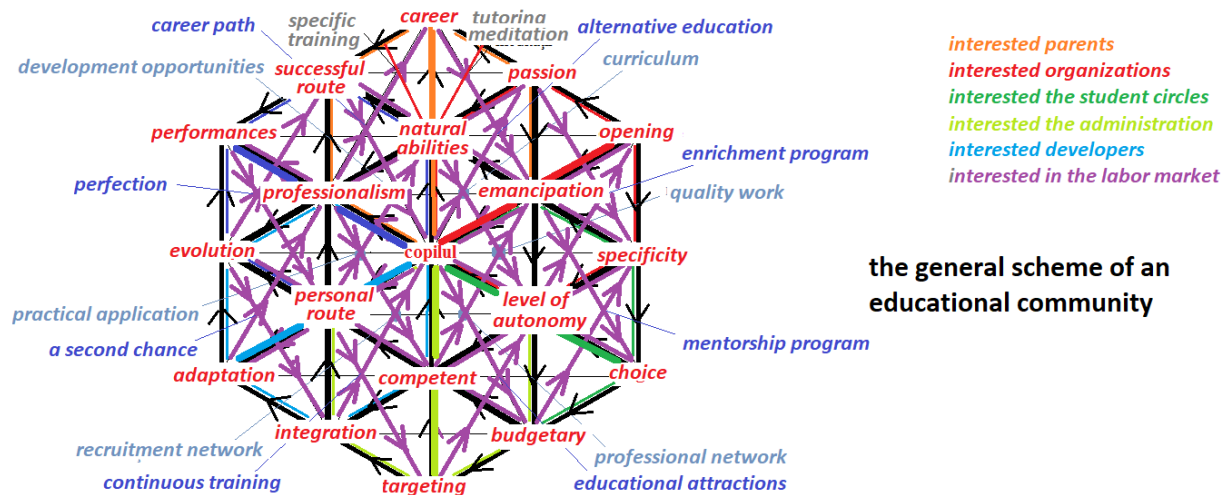 career
career path
specific
training
tutoring
meditation
alternative education
interested parents
development opportunities
successful
route
passion
curriculum
interested organizations
interested the student circles
interested the administration
interested developers
interested in the labor market
performances
natural
abilities
opening
enrichment program
perfection
professionalism
emancipation
quality work
evolution
copilul
specificity
the general scheme of an
educational community
practical application
personal
route
level of
autonomy
a second chance
mentorship program
adaptation
competent
choice
recruitment network
integration
budgetary
professional network
continuous training
targeting
educational attractions